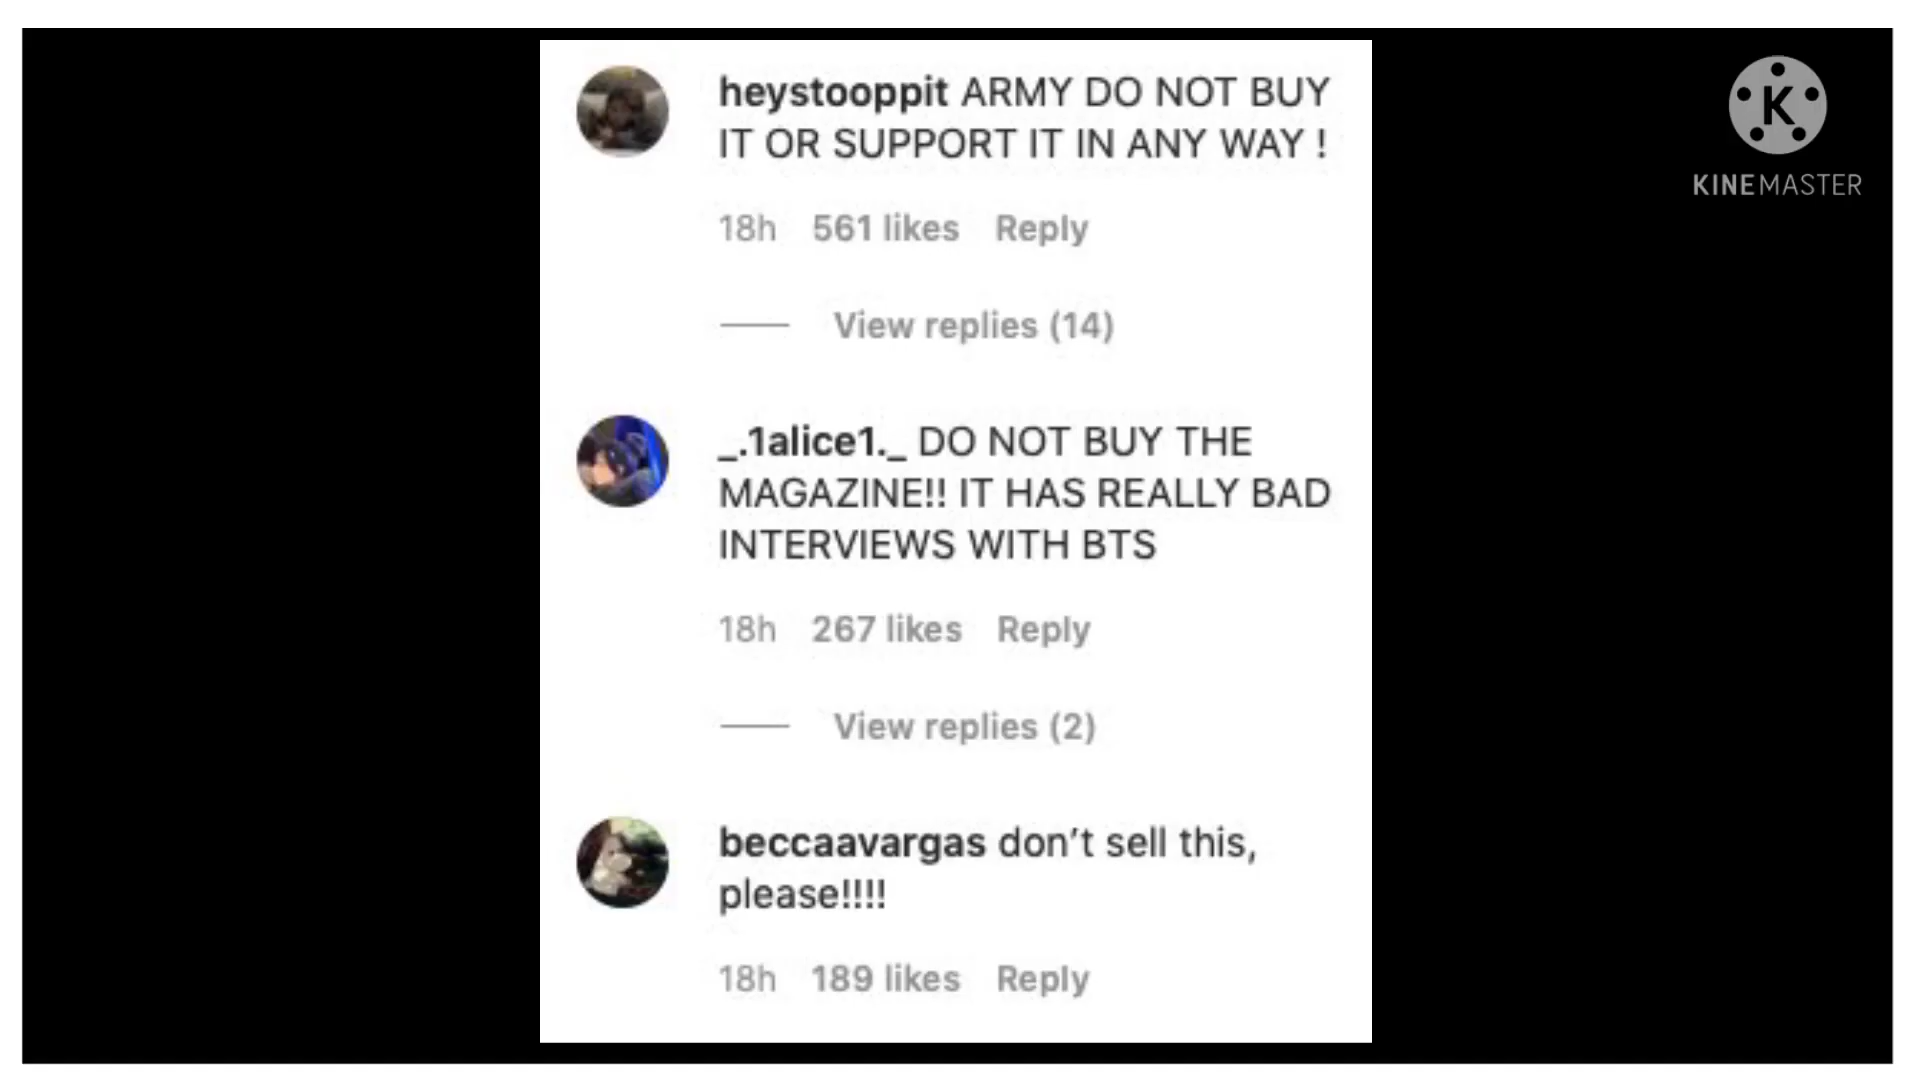 heystooppit ARMY DO NOT BUY
IT OR SUPPORT IT IN ANY WAY !
18h 561 likes Reply
View replies (14)
_.1alice1._ DO NOT BUY THE
MAGAZINE!! IT HAS REALLY BAD
INTERVIEWS WITH BTS
18h 267 likes Reply
View replies (2)
beccaavargas don’t sell this,
please!!!!
18h 189 likes Reply
K
KINEMASTER